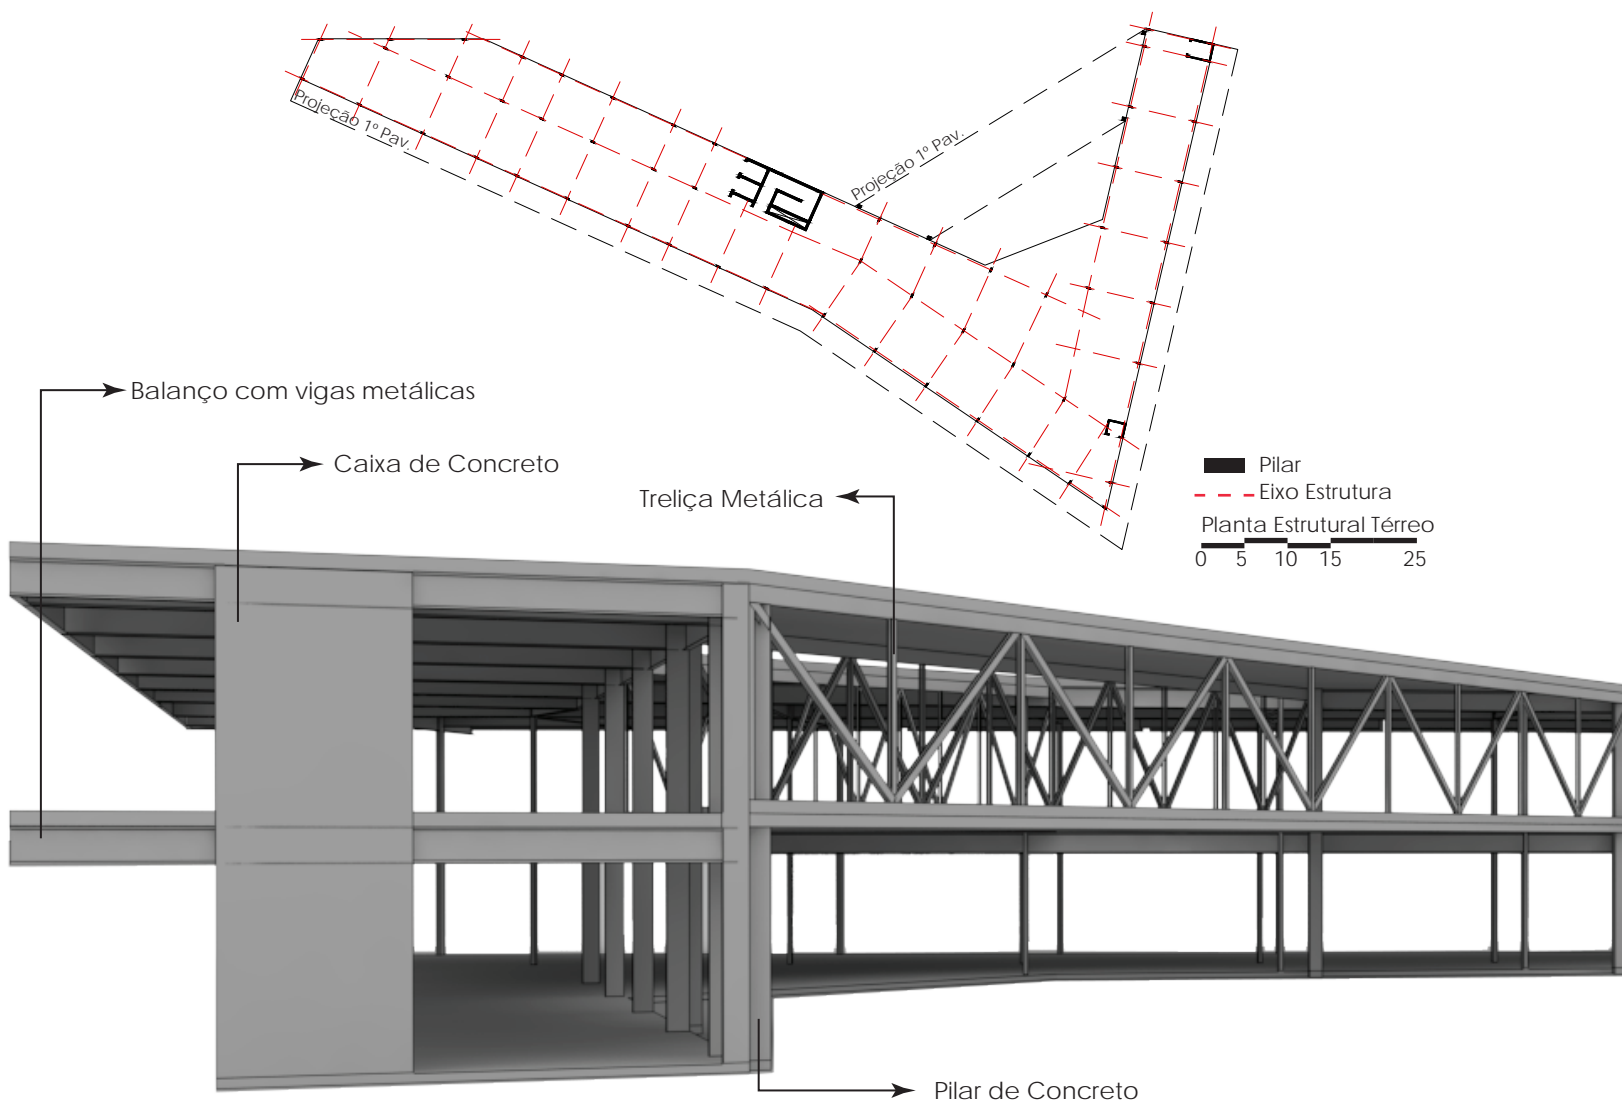 Projeção 1º Pav.
Projeção 1º Pav.
Balanço com vigas metálicas
Caixa de Concreto
Treliça Metálica
Pilar
Eixo Estrutura
Planta Estrutural Térreo
0 5 10 15 25
Pilar de Concreto